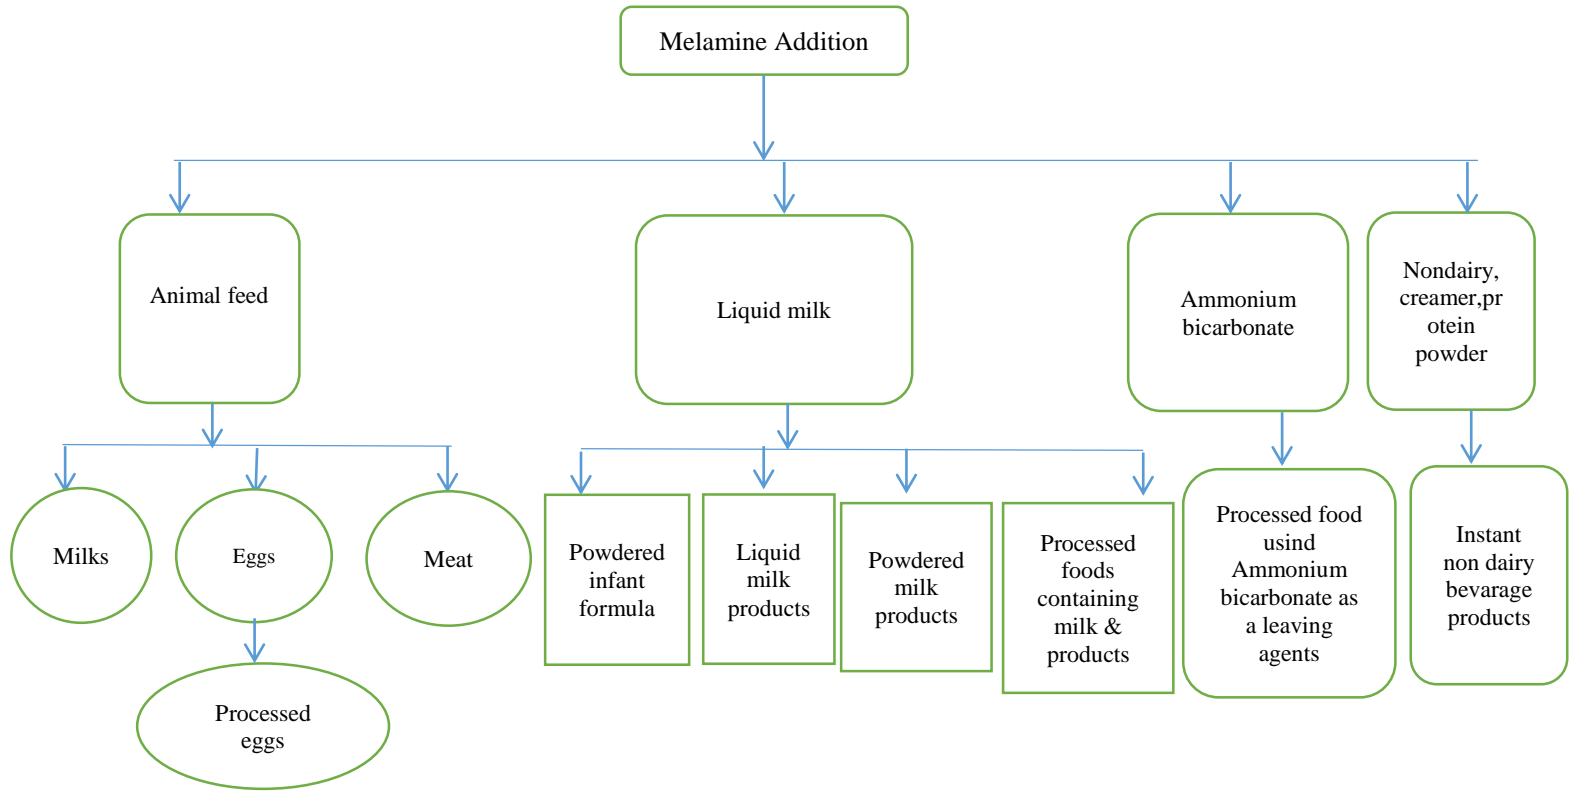 Melamine Addition
Animal feed
Liquid milk
Ammonium
bicarbonate
Nondairy,
creamer,pr
otein
powder
Milks
Eggs
Meat
Powdered
infant
formula
Liquid
milk
products
Powdered
milk
products
Processed
foods
containing
milk &
products
Processed food
usind
Ammonium
bicarbonate as
a leaving
agents
Instant
non dairy
bevarage
products
Processed
eggs